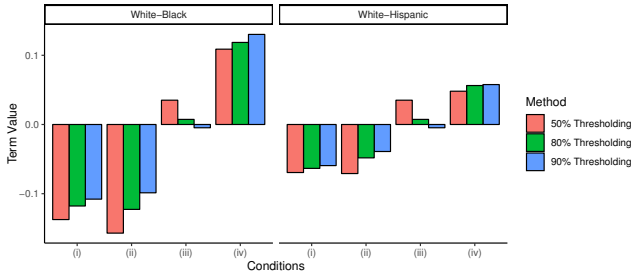 White−Black
White−Hispanic
0.1
0.0
−0.1
Term Value
(i) (ii) (iii) (iv)
(i) (ii) (iii) (iv)
Conditions
Method
50% Thresholding
80% Thresholding
90% Thresholding